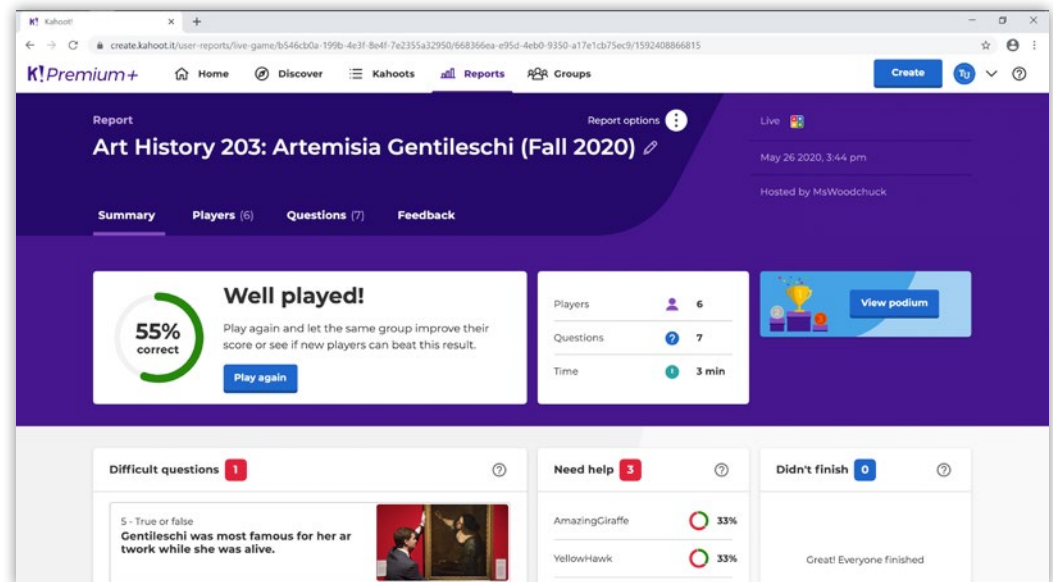 K! Kahoot!
create.kahoot.it/user-reports/live-game/b546cb0a-199b-4e3f-8e4f-7e2355a32950/668366ea-e95d-4eb0-9350-a17e1cb75ec9/1592408866815
K! Premium+ Home Discover Kahoots Reports Groups Create TU
Report
Report options
Art History 203: Artemisia Gentileschi (Fall 2020)
Live
May 26 2020, 3:44 pm
Hosted by MsWoodchuck
Summary Players (6) Questions (7) Feedback
55%
correct
Well played!
Play again and let the same group improve their
score or see if new players can beat this result.
Play again
Players 6
Questions ? 7
Time 3 min
2
1
3
View podium
Difficult questions 1 ?
5 - True or false
Gentileschi was most famous for her ar
twork while she was alive.
Need help 3 ?
AmazingGiraffe 33%
YellowHawk 33%
Didn't finish 0 ?
Great! Everyone finished